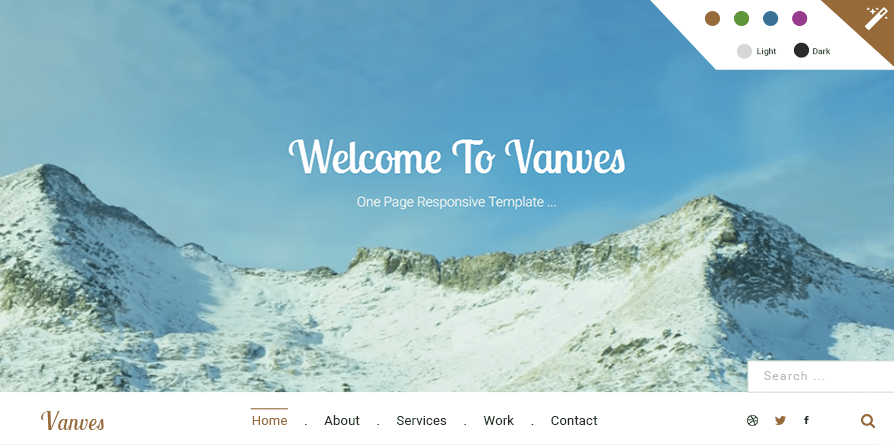 Light Dark
Welcome To Vanves
One Page Responsive Template ...
Search ...
Vanves
Home . About . Services . Work . Contact